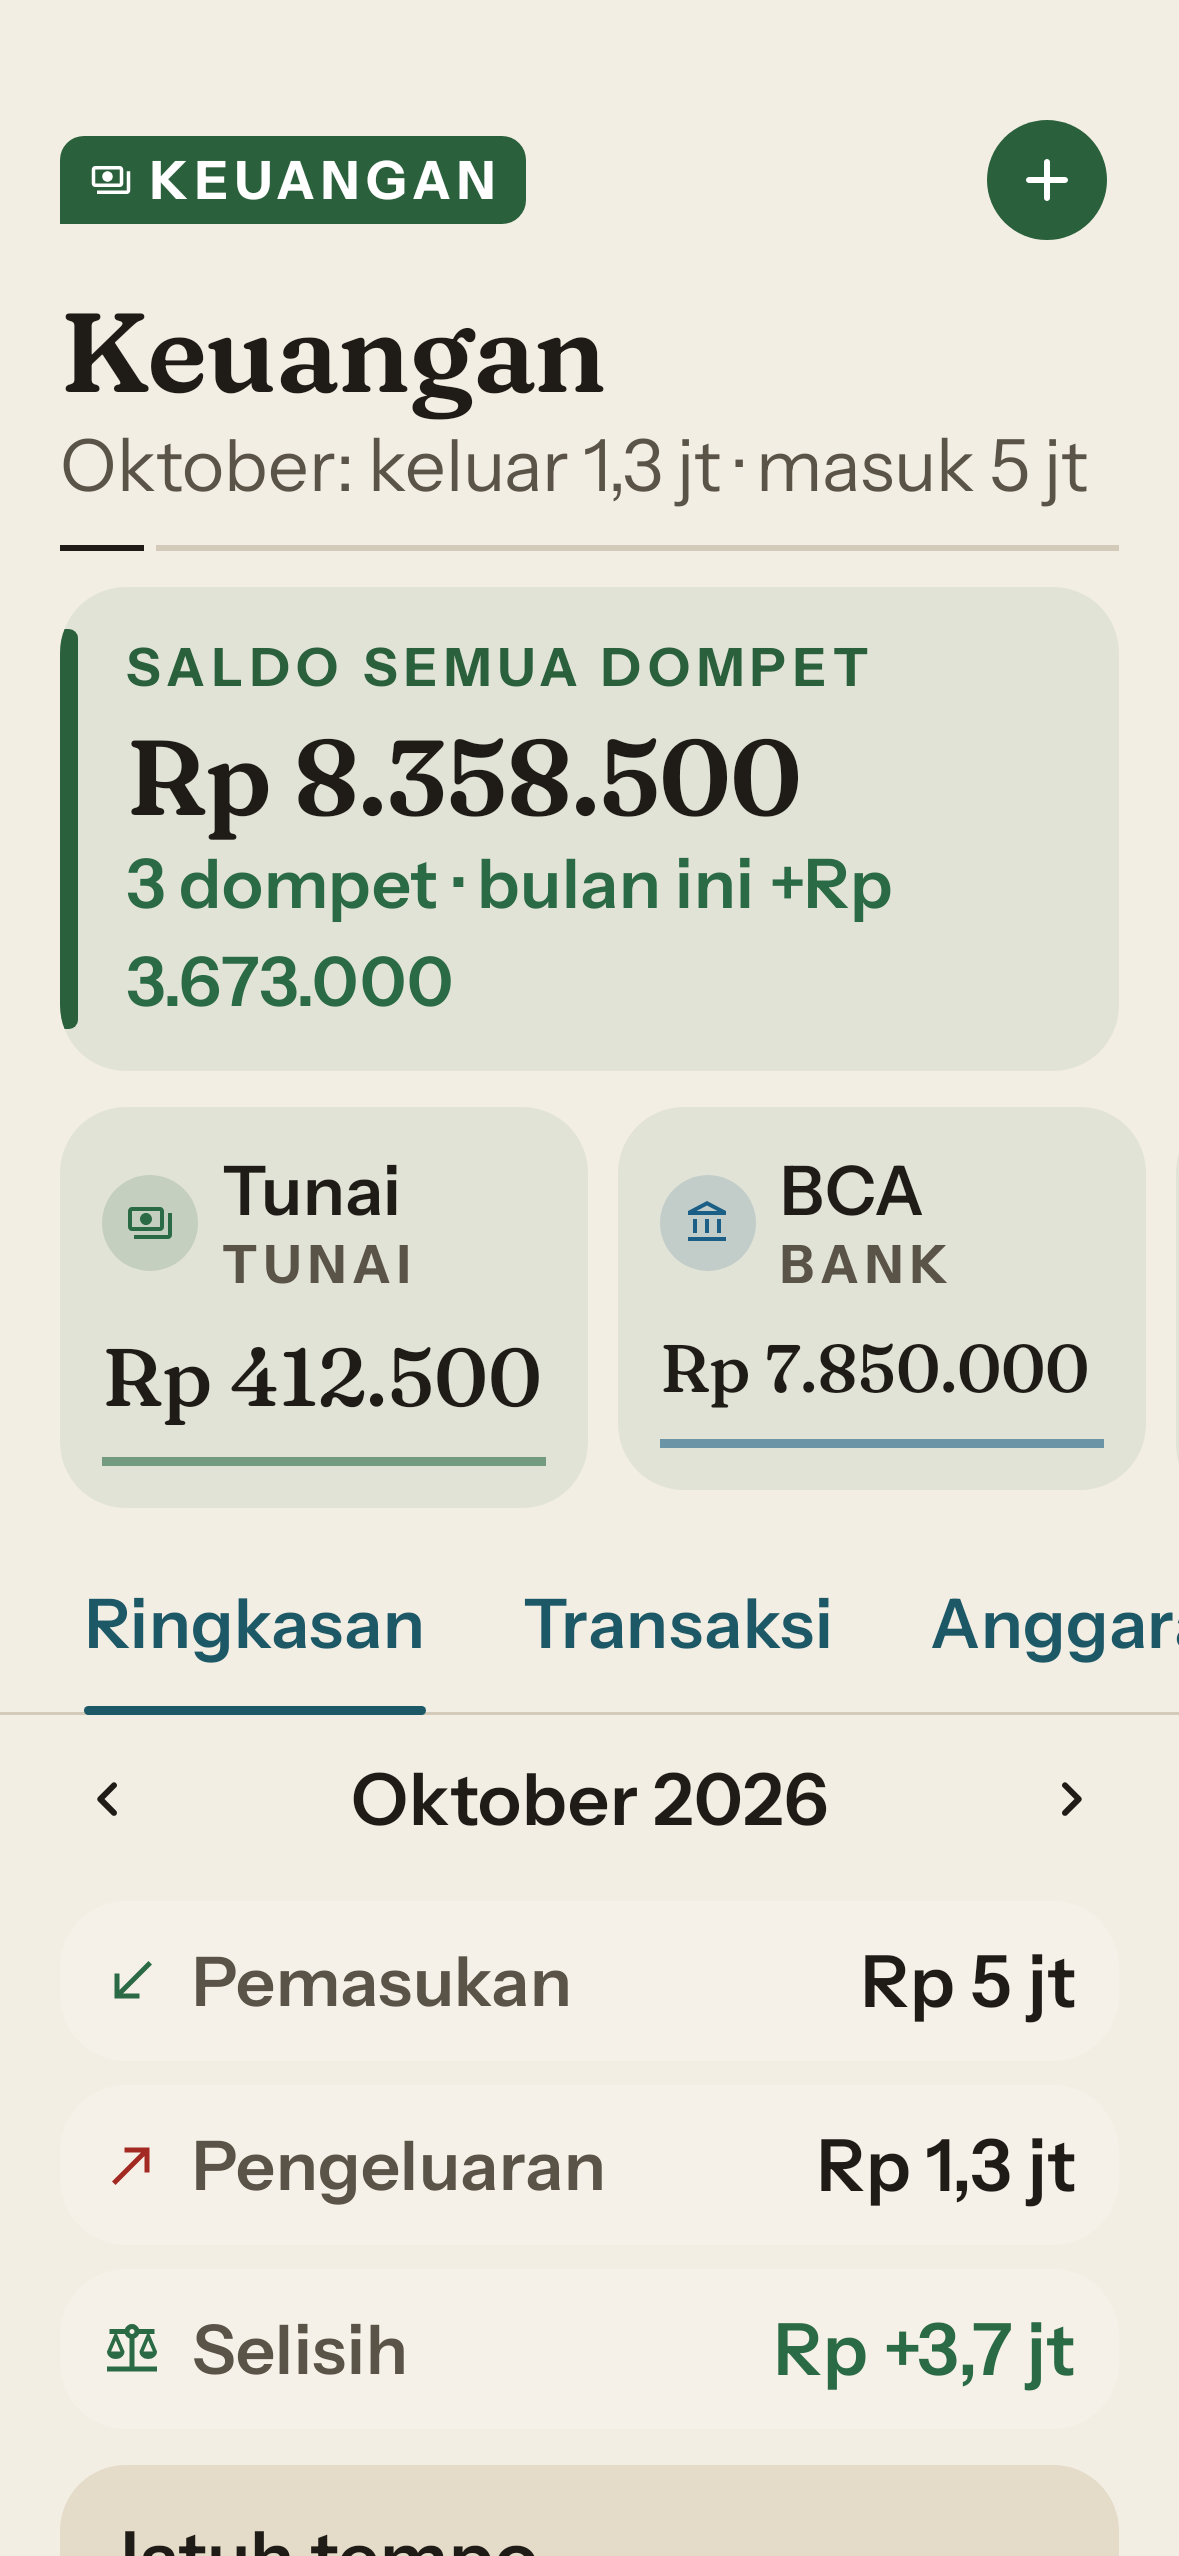 KEUANGAN
Keuangan
Oktober: keluar 1,3 jt · masuk 5 jt
SALDO SEMUA DOMPET
Rp 8.358.500
3 dompet · bulan ini +Rp
3.673.000
Tunai
TUNAI
Rp 412.500
BCA
BANK
Rp 7.850.000
Ringkasan
Transaksi
Oktober 2026
Pemasukan
Rp 5 jt
Pengeluaran
Rp 1,3 jt
Selisih
Rp +3,7 jt
Jatuh tempo